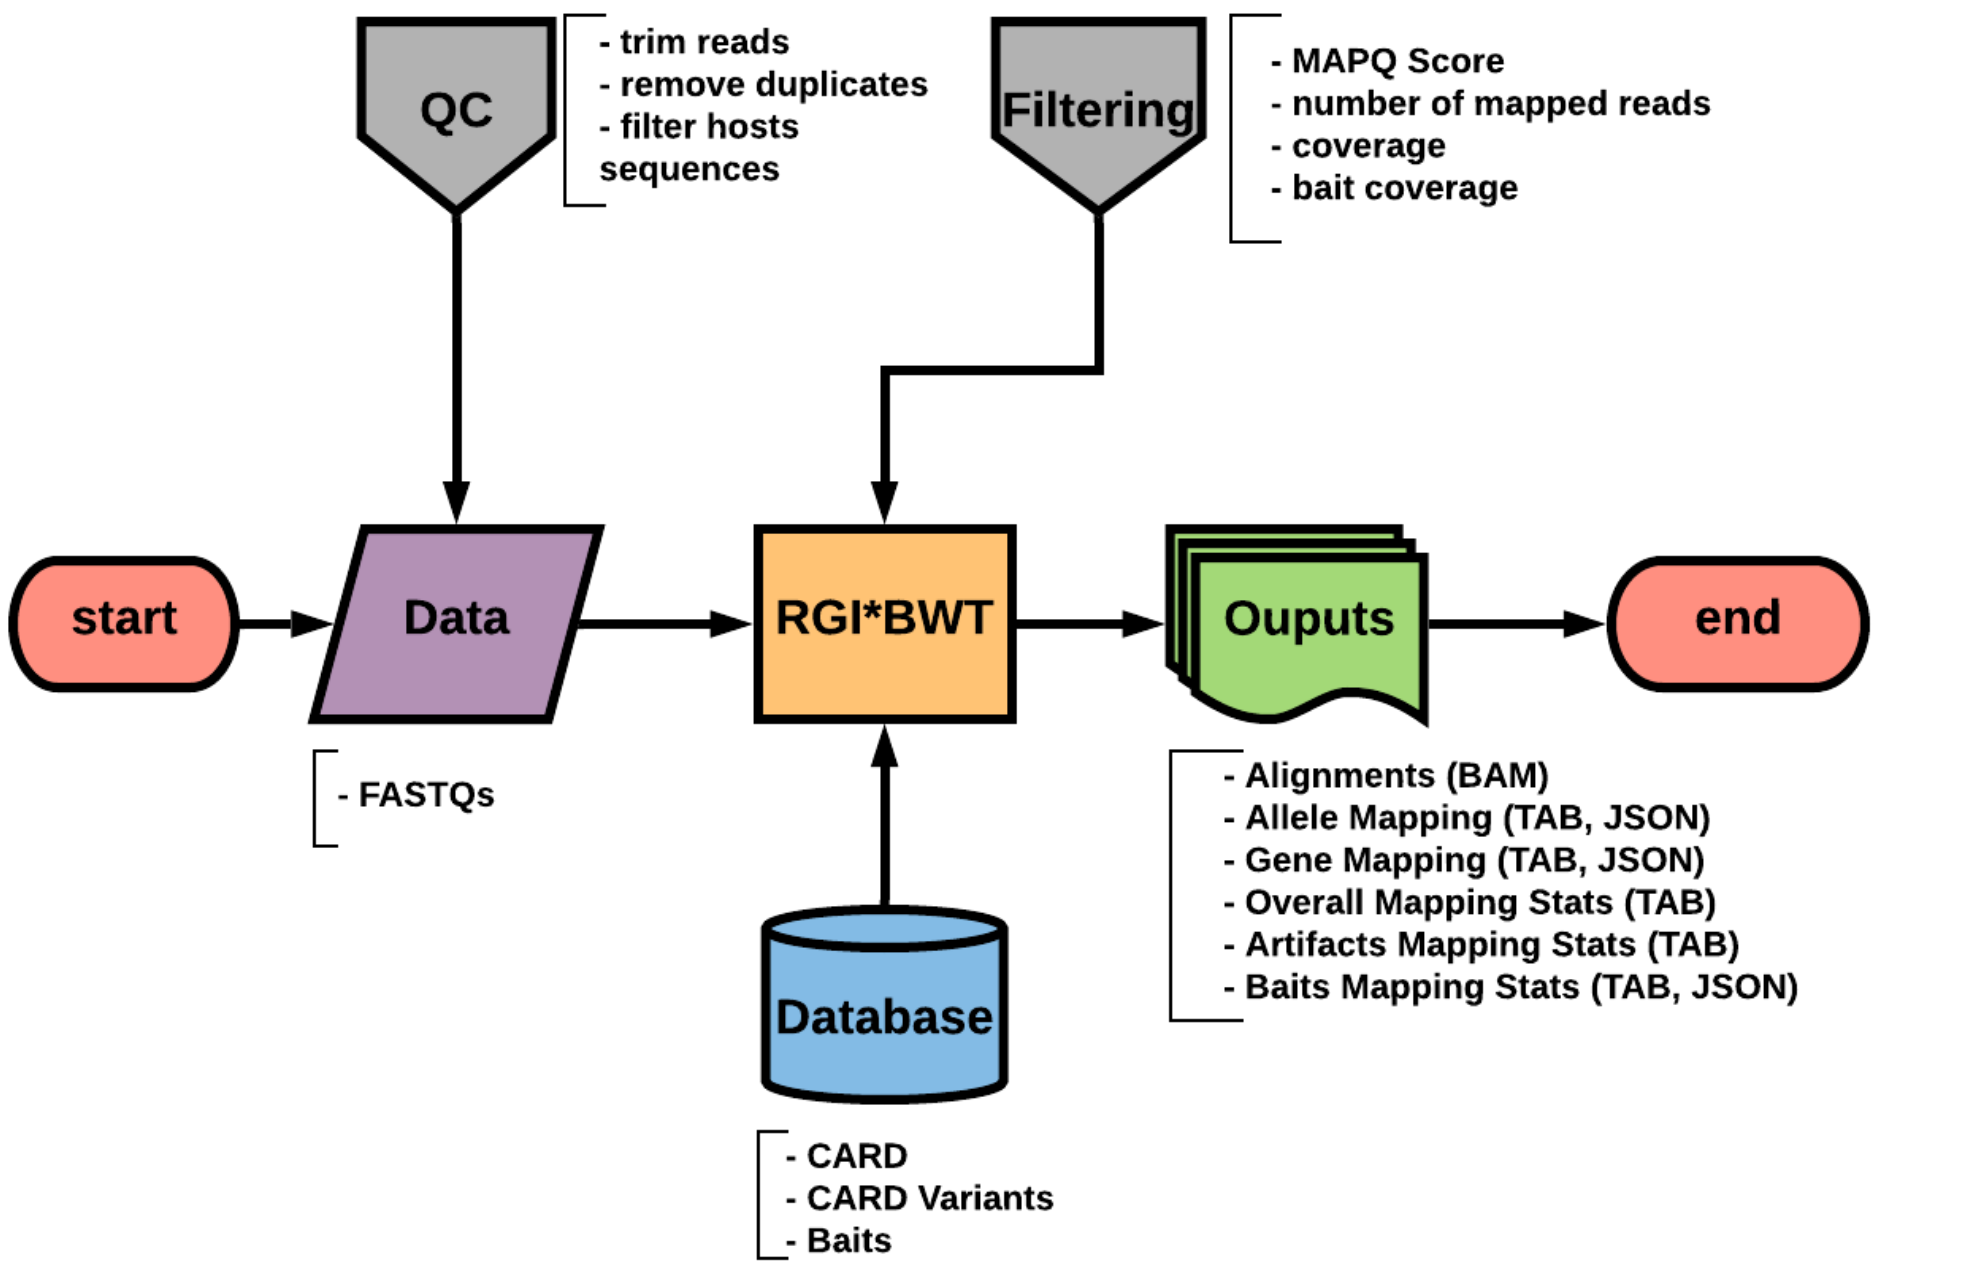 QC
- trim reads
- remove duplicates
- filter hosts
sequences
Filtering
- MAPQ Score
- number of mapped reads
- coverage
- bait coverage
start
Data
RGI*BWT
Ouputs
end
- FASTQs
- Alignments (BAM)
- Allele Mapping (TAB, JSON)
- Gene Mapping (TAB, JSON)
- Overall Mapping Stats (TAB)
- Artifacts Mapping Stats (TAB)
- Baits Mapping Stats (TAB, JSON)
Database
- CARD
- CARD Variants
- Baits